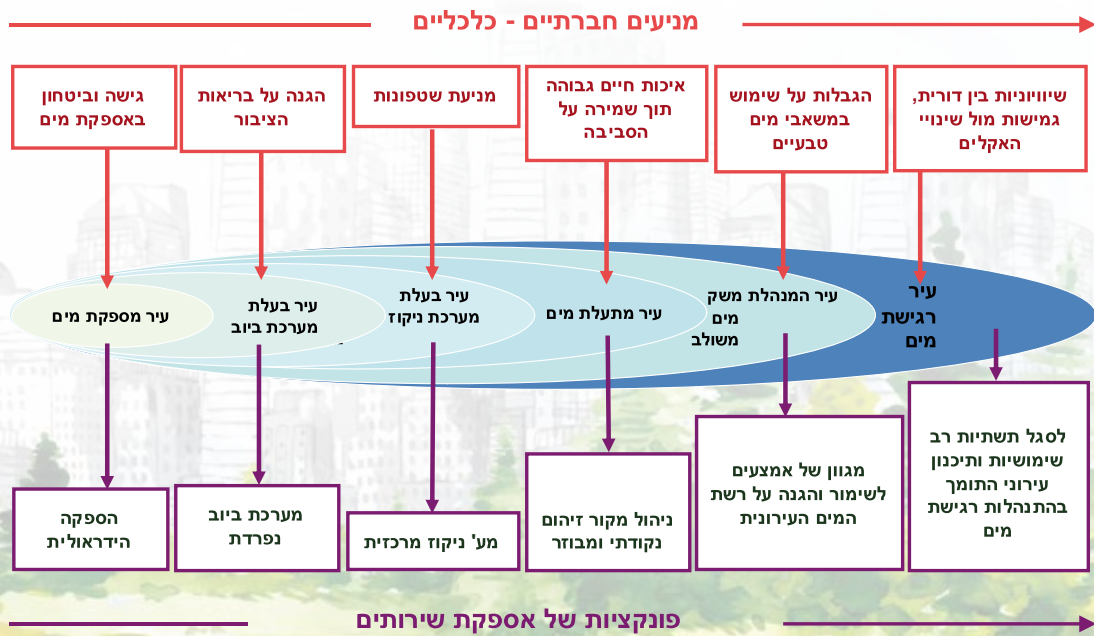 מניעים חברתיים - כלכליים
גישה וביטחון
באספקת מים
הגנה על בריאות
הציבור
מניעת שטפונות
איכות חיים גבוהה
תוך שמירה על
הסביבה
הגבלות על שימוש
במשאבי מים
טבעיים
שיוויוניות בין דורית,
גמישות מול שינויי
האקלים
עיר מספקת מים
עיר בעלת
מערכת ביוב
עיר בעלת
מערכת ניקוז
עיר מתעלת מים
עיר המנהלת משק
מים
משולב
עיר
רגישת
מים
הספקה
הידראולית
מערכת ביוב
נפרדת
מע' ניקוז מרכזית
ניהול מקור זיהום
נקודתי ומבוזר
מגוון של אמצעים
לשימור והגנה על רשת
המים העירונית
לסגל תשתיות רב
שימושיות ותיכנון
עירוני התומך
בהתנהלות רגישת
מים
פונקציות של אספקת שירותים